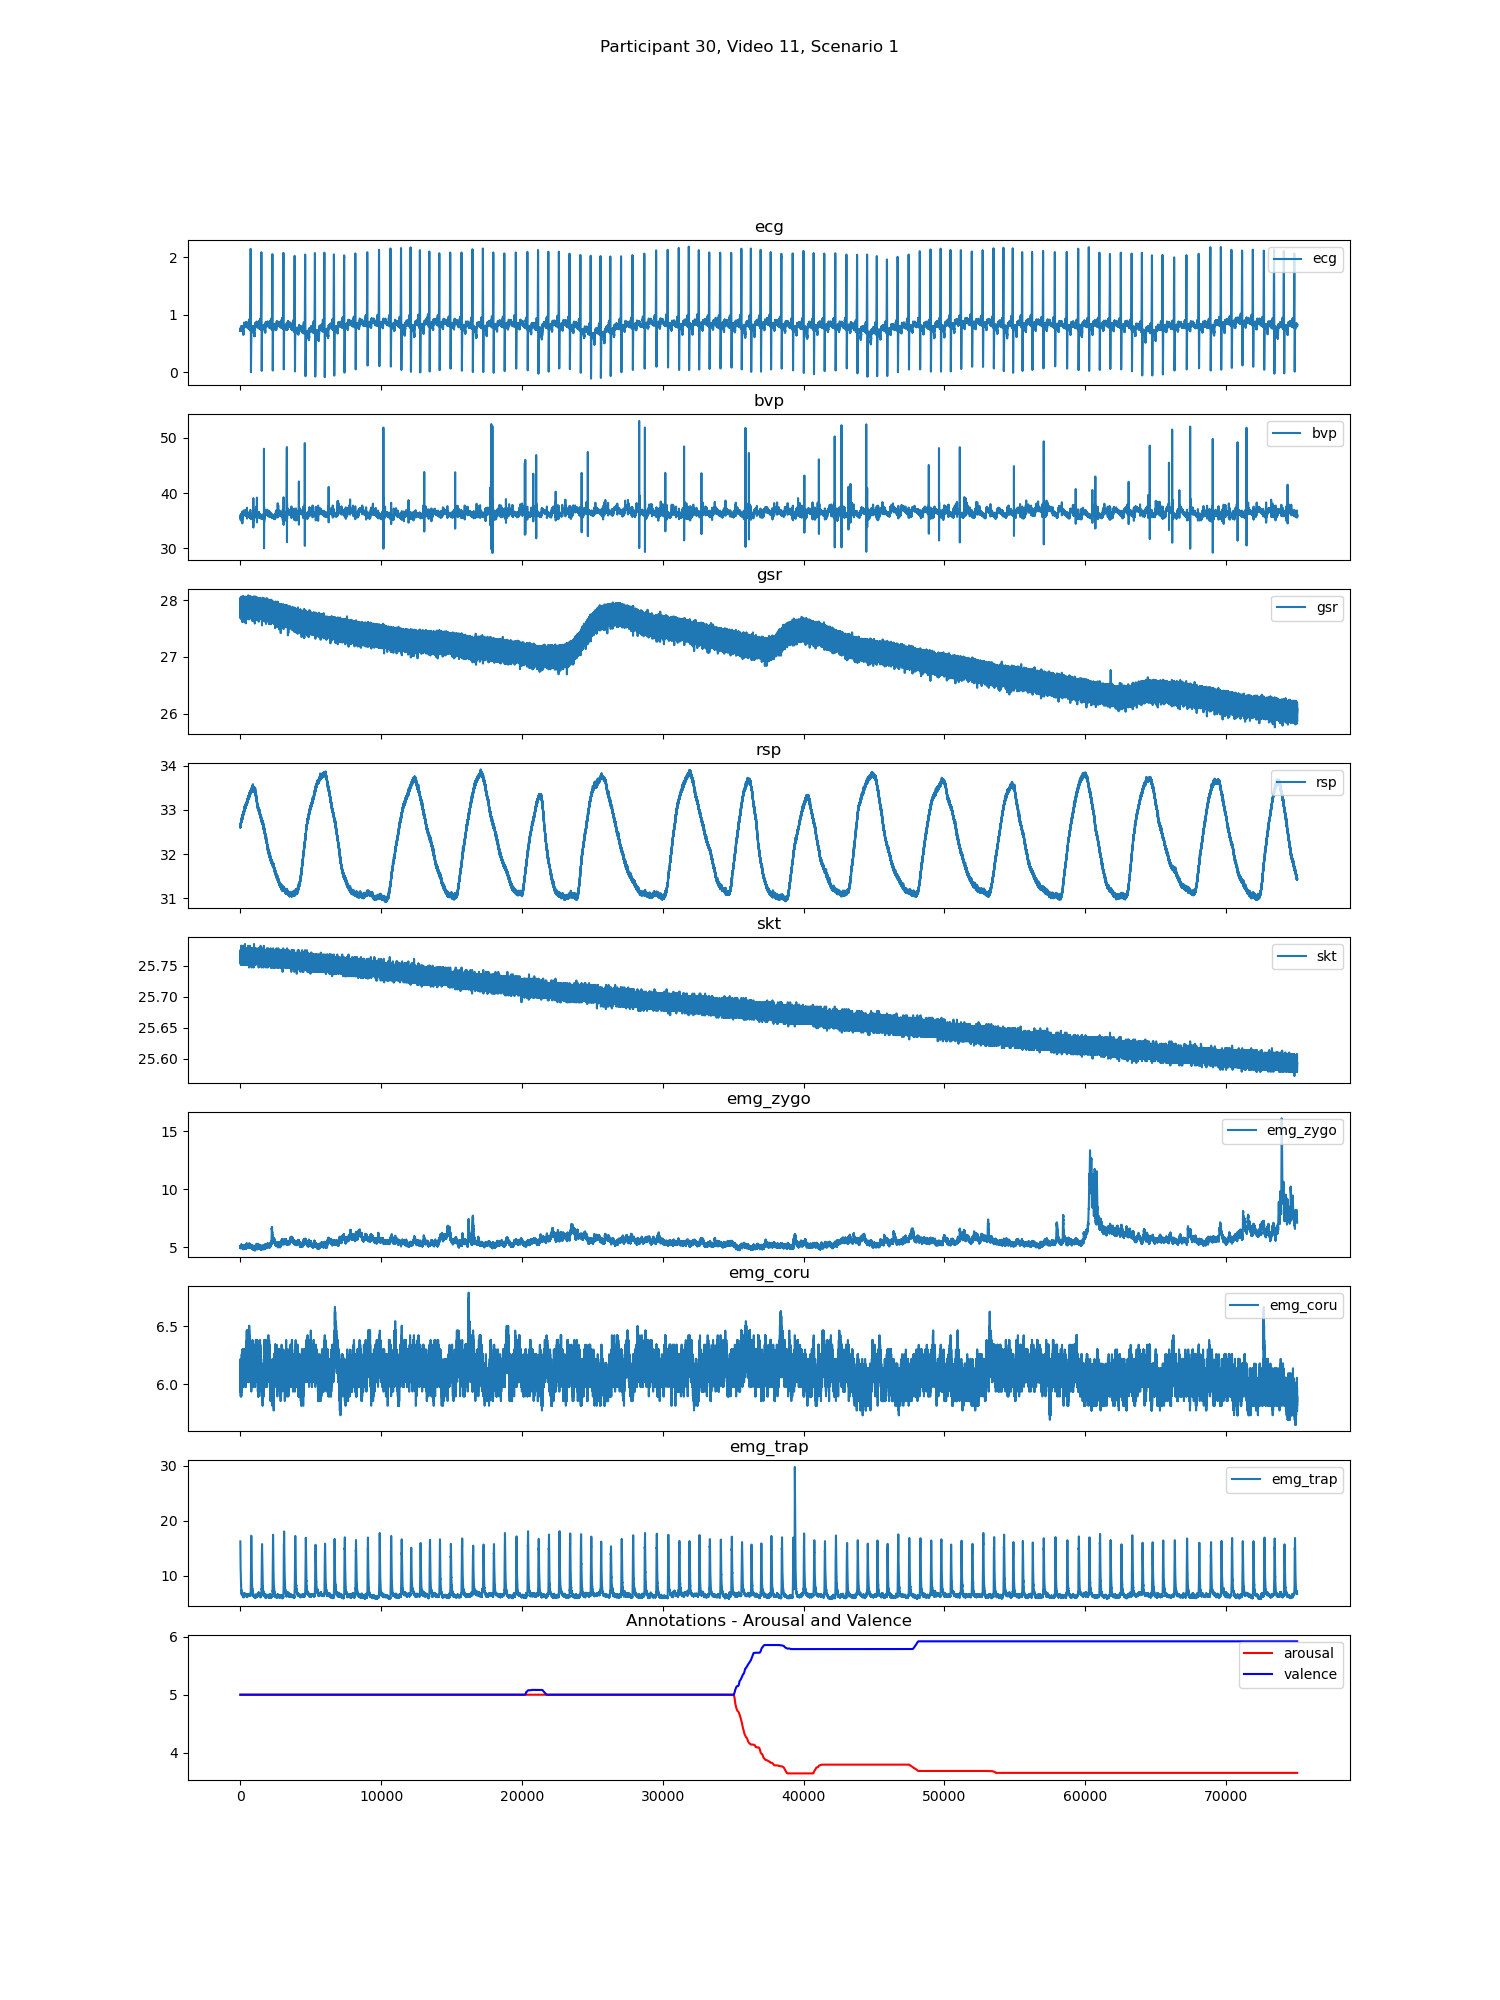 Participant 30, Video 11, Scenario 1
ecg
2
1
0
ecg
bvp
50
40
30
bvp
gsr
28
27
26
gsr
rsp
34
33
32
31
rsp
skt
25.75
25.70
25.65
25.60
skt
emg_zygo
15
10
5
emg_zygo
emg_coru
6.5
6.0
emg_coru
emg_trap
30
20
10
emg_trap
Annotations - Arousal and Valence
6
5
4
arousal
valence
0 10000 20000 30000 40000 50000 60000 70000